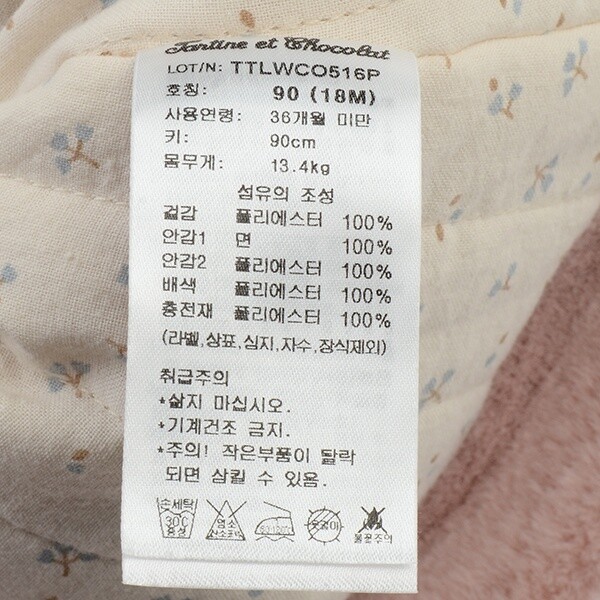 Tartine et Chocolat
LOT/N: TTLWCO516P
호칭: 90 (18M)
사용연령: 36개월 미만
키: 90cm
몸무게: 13.4kg
섬유의 조성
겉감 폴리에스터 100%
안감1 면 100%
안감2 폴리에스터 100%
배색 폴리에스터 100%
충전재 폴리에스터 100%
(라벨,상표,심지,자수,장식제외)
취급주의
*삶지 마십시오.
*기계건조 금지.
*주의! 작은부품이 탈락
되면 삼킬 수 있음.
손세탁
30℃
중성
염소
불꽃주의